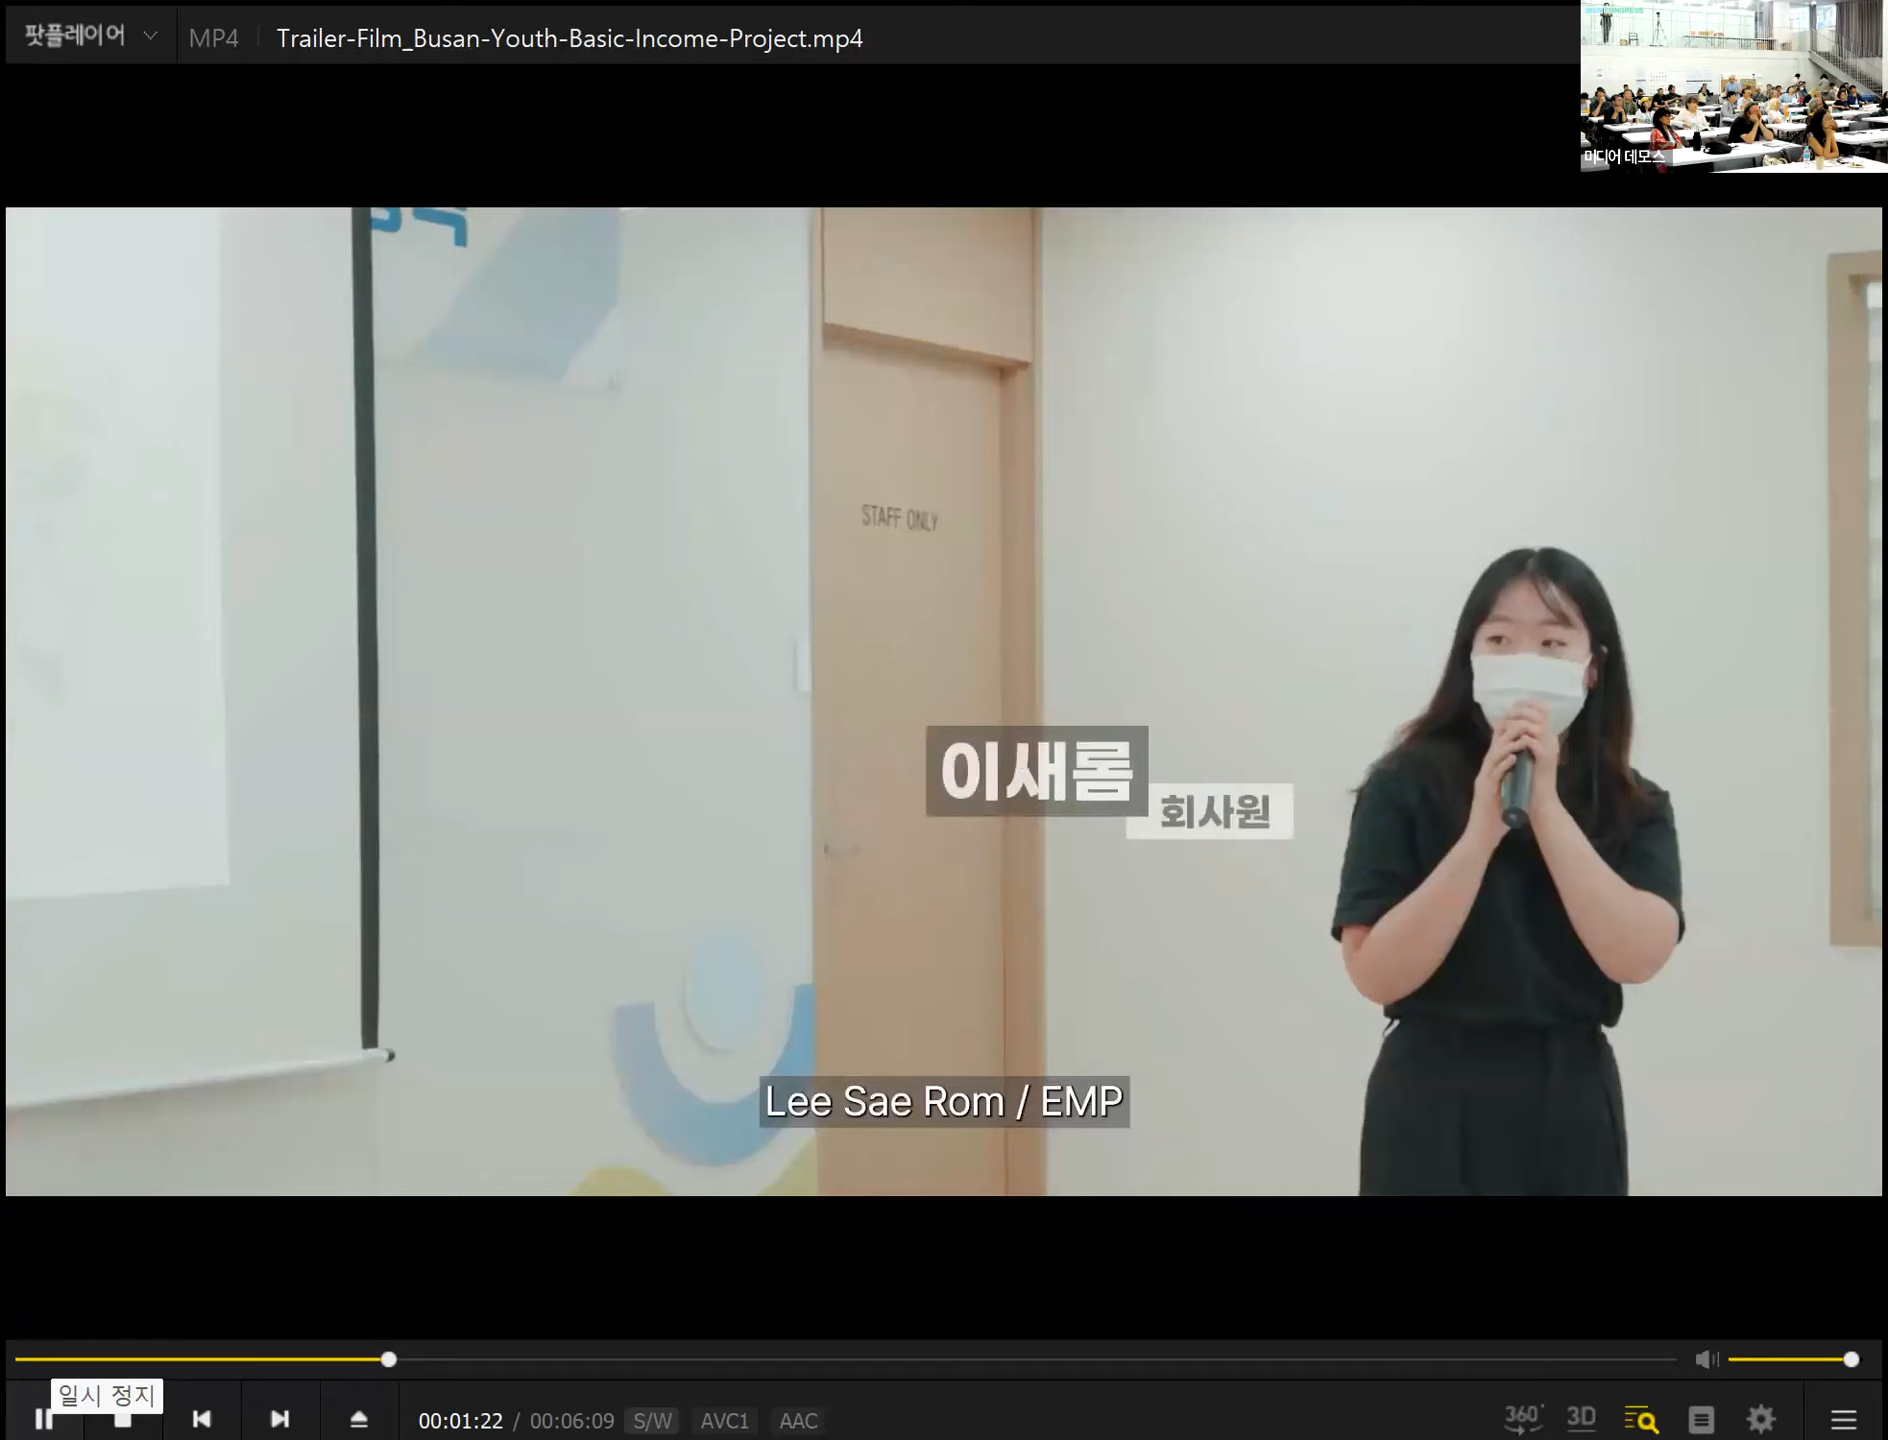 팟플레이어 MP4 Trailer-Film_Busan-Youth-Basic-Income-Project.mp4
CONGRESS
미디어 데모스
STAFF ONLY
이새롬
회사원
Lee Sae Rom / EMP
일시 정지
00:01:22 / 00:06:09 S/W AVC1 AAC
360° 3D